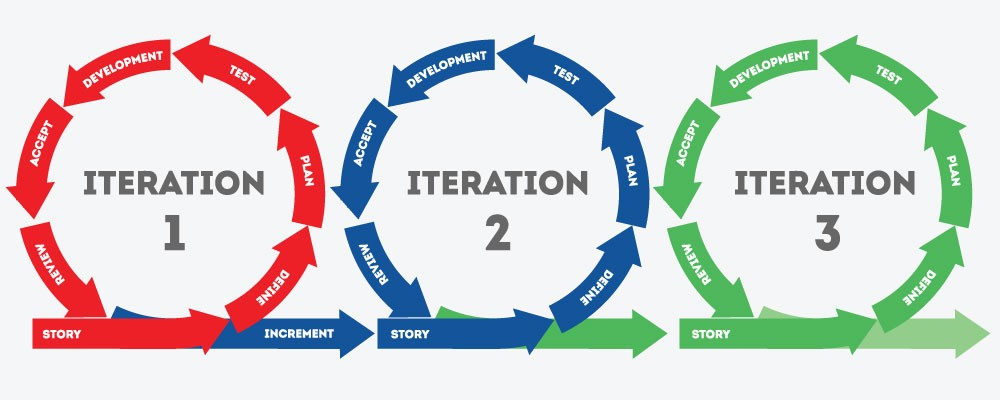 DEVELOPMENT
TEST
ACCEPT
PLAN
ITERATION
1
REVIEW
DEFINE
STORY
INCREMENT
DEVELOPMENT
TEST
ACCEPT
PLAN
ITERATION
2
REVIEW
DEFINE
STORY
DEVELOPMENT
TEST
ACCEPT
PLAN
ITERATION
3
REVIEW
DEFINE
STORY